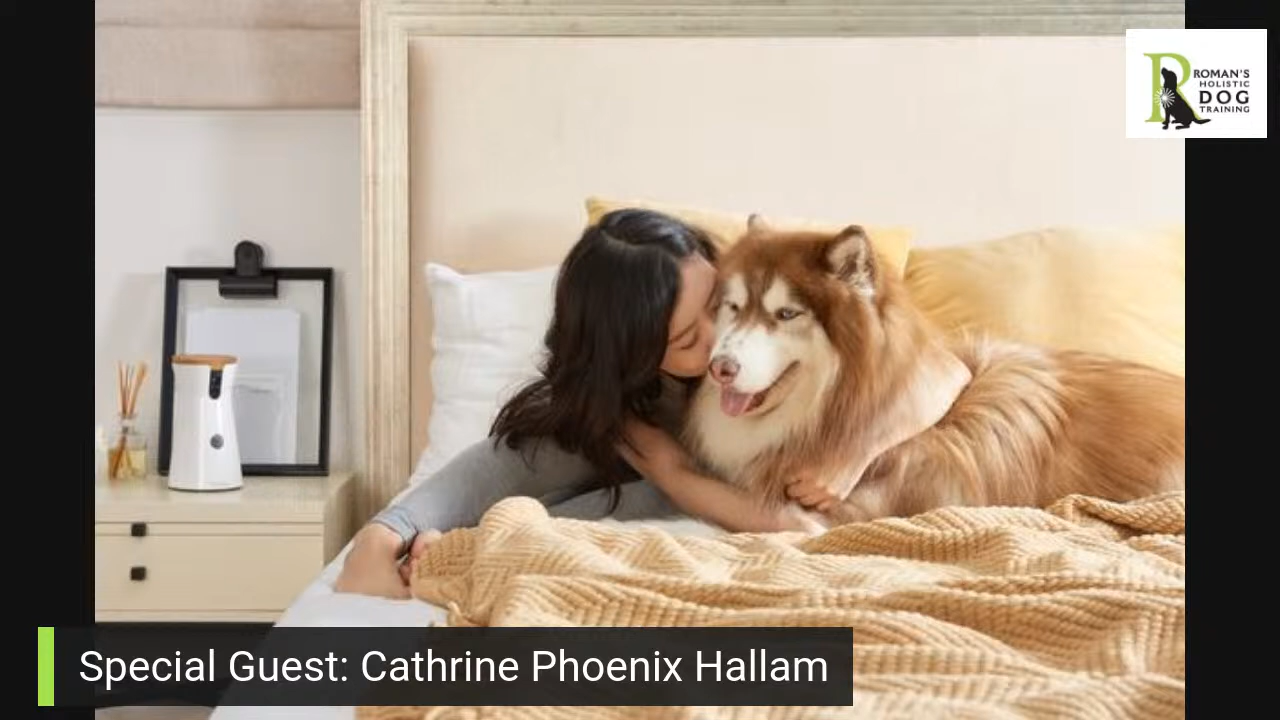 ROMAN'S
HOLISTIC
DOG
TRAINING
Special Guest: Cathrine Phoenix Hallam